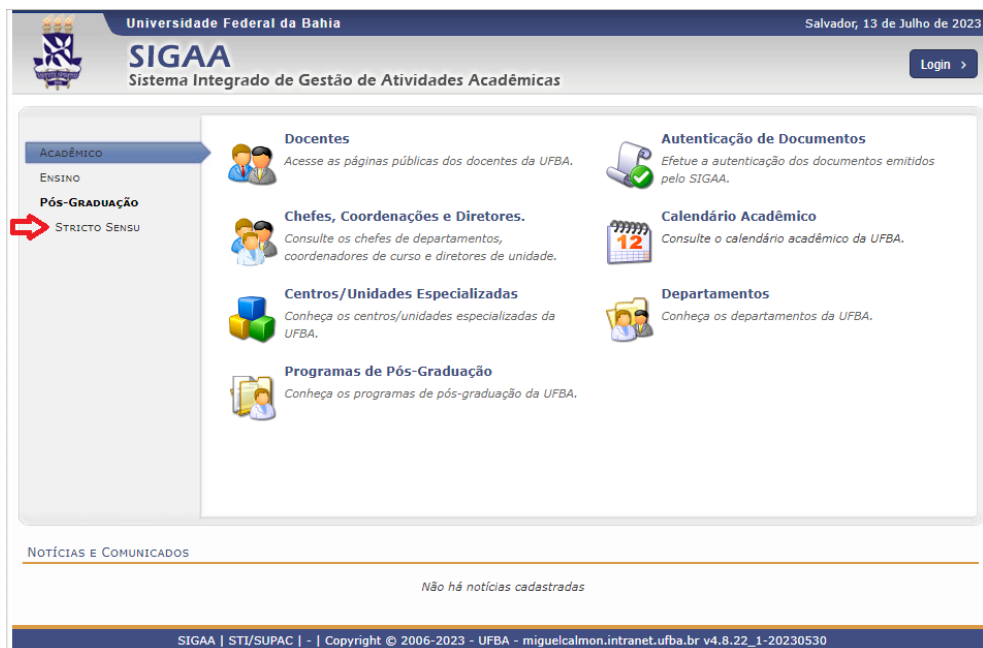 Universidade Federal da Bahia
Salvador, 13 de Julho de 2023
SIGAA
Sistema Integrado de Gestão de Atividades Acadêmicas
Login >
Acadêmico
Ensino
Pós-Graduação
Stricto Sensu
Docentes
Acesse as páginas públicas dos docentes da UFBA.
Autenticação de Documentos
Efetue a autenticação dos documentos emitidos
pelo SIGAA.
Chefes, Coordenações e Diretores.
Consulte os chefes de departamentos,
coordenadores de curso e diretores de unidade.
12
Calendário Acadêmico
Consulte o calendário acadêmico da UFBA.
Centros/Unidades Especializadas
Conheça os centros/unidades especializadas da
UFBA.
Departamentos
Conheça os departamentos da UFBA.
Programas de Pós-Graduação
Conheça os programas de pós-graduação da UFBA.
Notícias e Comunicados
Não há notícias cadastradas
SIGAA | STI/SUPAC | - | Copyright © 2006-2023 - UFBA - miguelcalmon.intranet.ufba.br v4.8.22_1-20230530